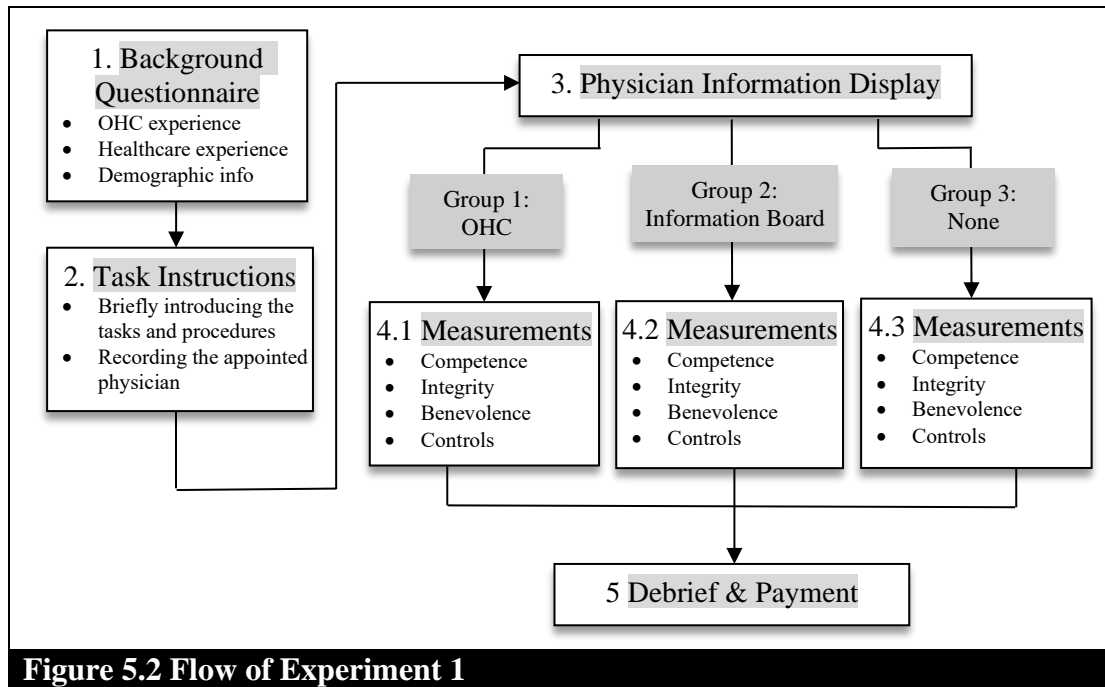 1. Background
Questionnaire
• OHC experience
• Healthcare experience
• Demographic info
2. Task Instructions
• Briefly introducing the
tasks and procedures
• Recording the appointed
physician
3. Physician Information Display
Group 1:
OHC
Group 2:
Information Board
Group 3:
None
4.1 Measurements
• Competence
• Integrity
• Benevolence
• Controls
4.2 Measurements
• Competence
• Integrity
• Benevolence
• Controls
4.3 Measurements
• Competence
• Integrity
• Benevolence
• Controls
5 Debrief & Payment
Figure 5.2 Flow of Experiment 1